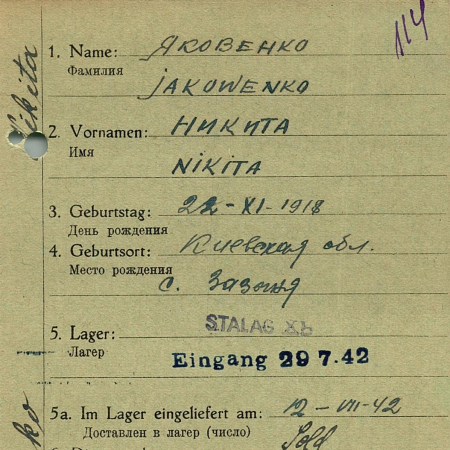 114
1. Name: ЯКОВЕНКО
Фамилия
JAKOWENKO
2. Vornamen: НИКИТА
Имя
NIKITA
3. Geburtstag: 22-XI-1918
День рождения
4. Geburtsort: Киевская обл.
Место рождения
с.
5. Lager: STALAG XB
Лагер
Eingang 29 7.42
5a. Im Lager eingeliefert am: 12-VII-42
Доставлен в лагер (число)
Sold
Nikita
ko